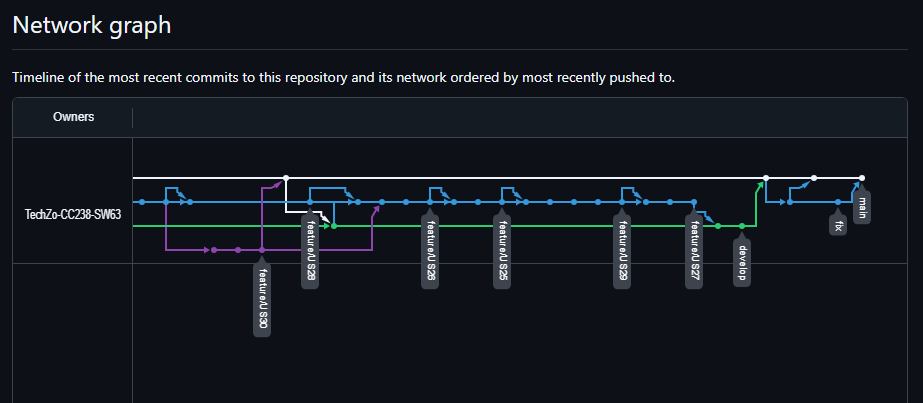 Network graph
Timeline of the most recent commits to this repository and its network ordered by most recently pushed to.
Owners
TechZo-CC238-SW63
feature/US30
feature/US28
feature/US26
feature/US25
feature/US29
feature/US27
develop
fix
main